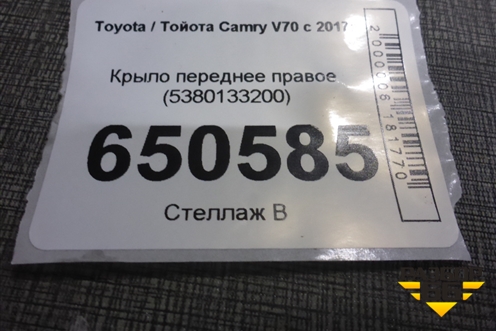 Toyota / Тойота Camry V70 с 2017
Крыло переднее правое
(5380133200)
650585
Стеллаж В
2000006181770